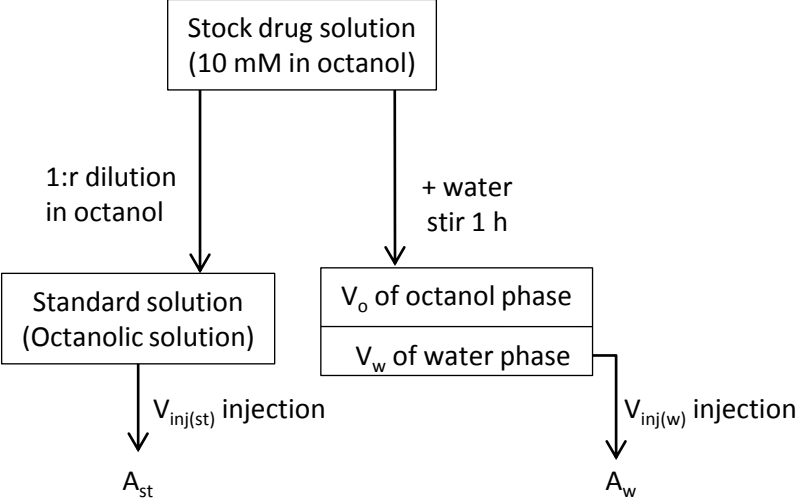 Stock drug solution
(10 mM in octanol)
1:r dilution
in octanol
+ water
stir 1 h
Standard solution
(Octanolic solution)
Vo of octanol phase
Vw of water phase
Vinj(st) injection
Vinj(w) injection
Ast
Aw